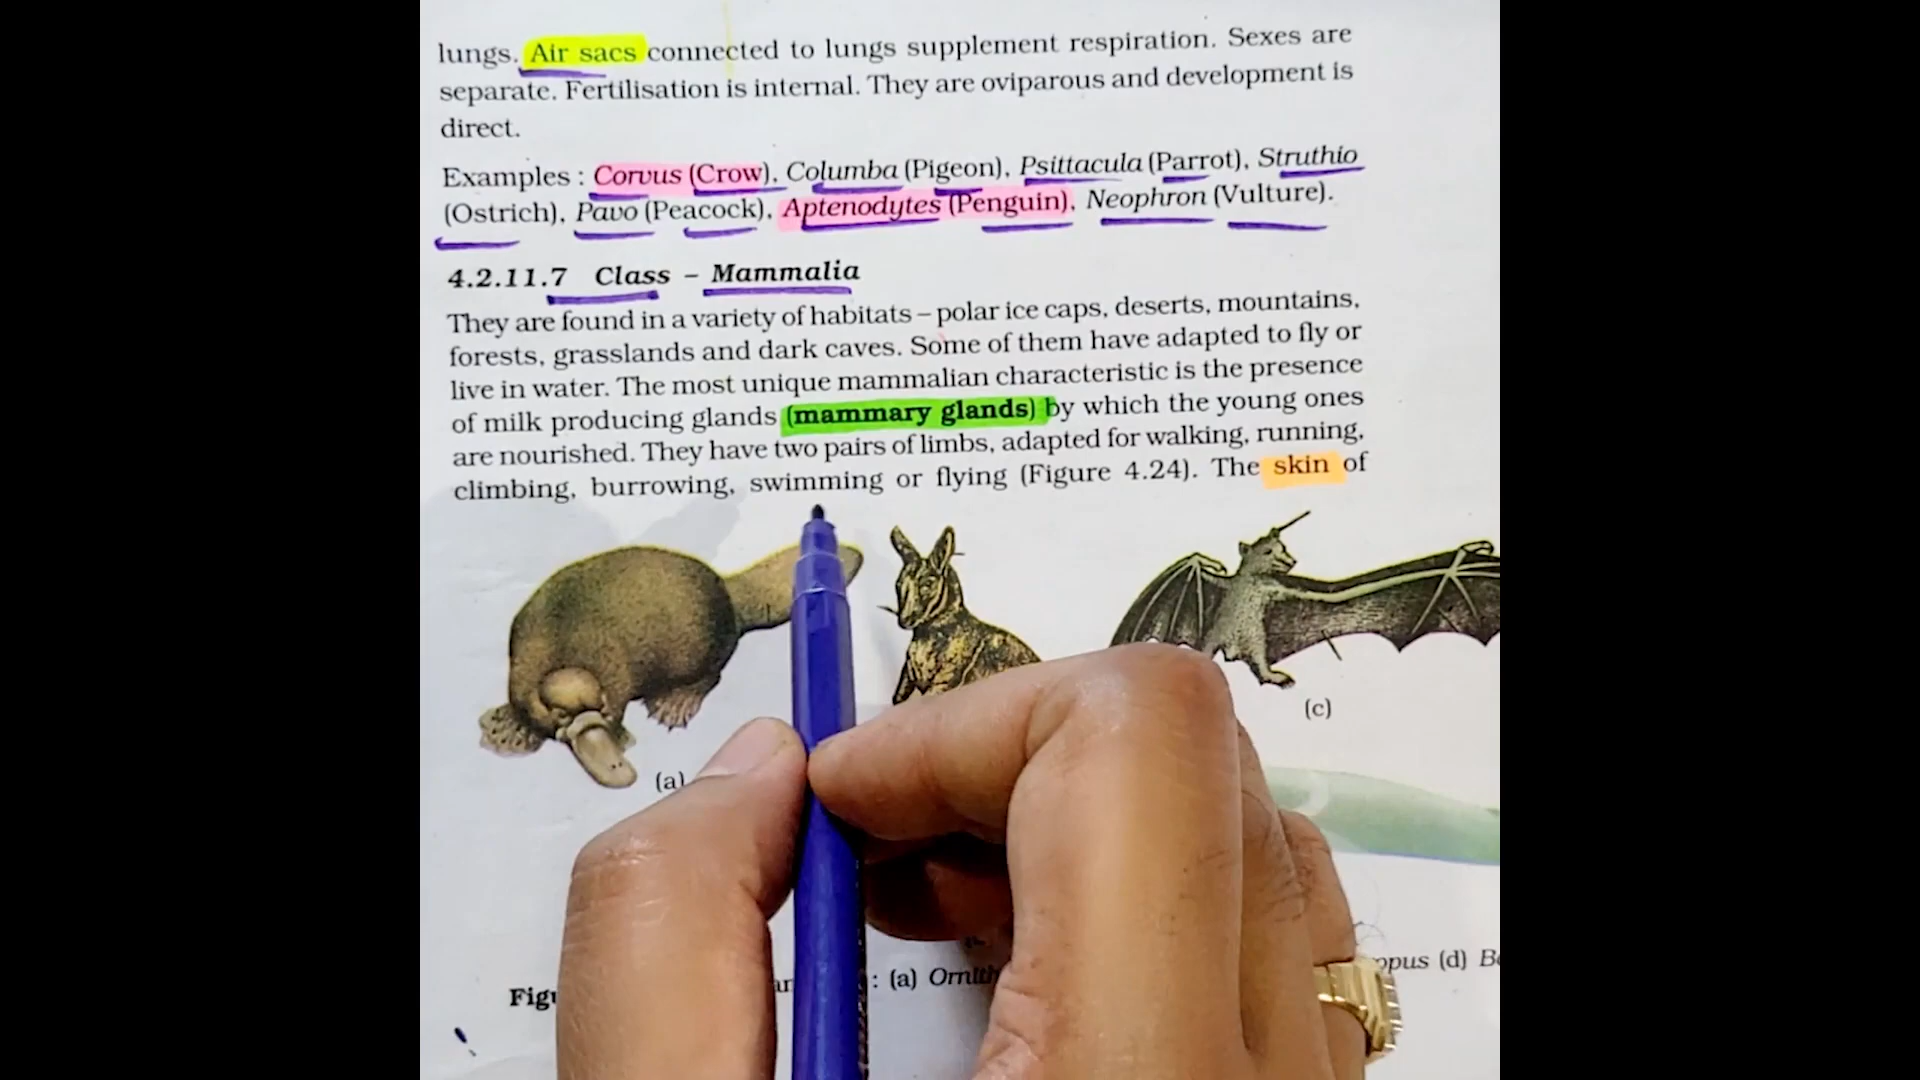 lungs. Air sacs connected to lungs supplement respiration. Sexes are
separate. Fertilisation is internal. They are oviparous and development is
direct.
Examples : Corvus (Crow), Columba (Pigeon), Psittacula (Parrot), Struthio
(Ostrich), Pavo (Peacock), Aptenodytes (Penguin), Neophron (Vulture).
4.2.11.7 Class – Mammalia
They are found in a variety of habitats – polar ice caps, deserts, mountains,
forests, grasslands and dark caves. Some of them have adapted to fly or
live in water. The most unique mammalian characteristic is the presence
of milk producing glands (mammary glands) by which the young ones
are nourished. They have two pairs of limbs, adapted for walking, running,
climbing, burrowing, swimming or flying (Figure 4.24). The skin of
(c)
(a)
: (a) (d)